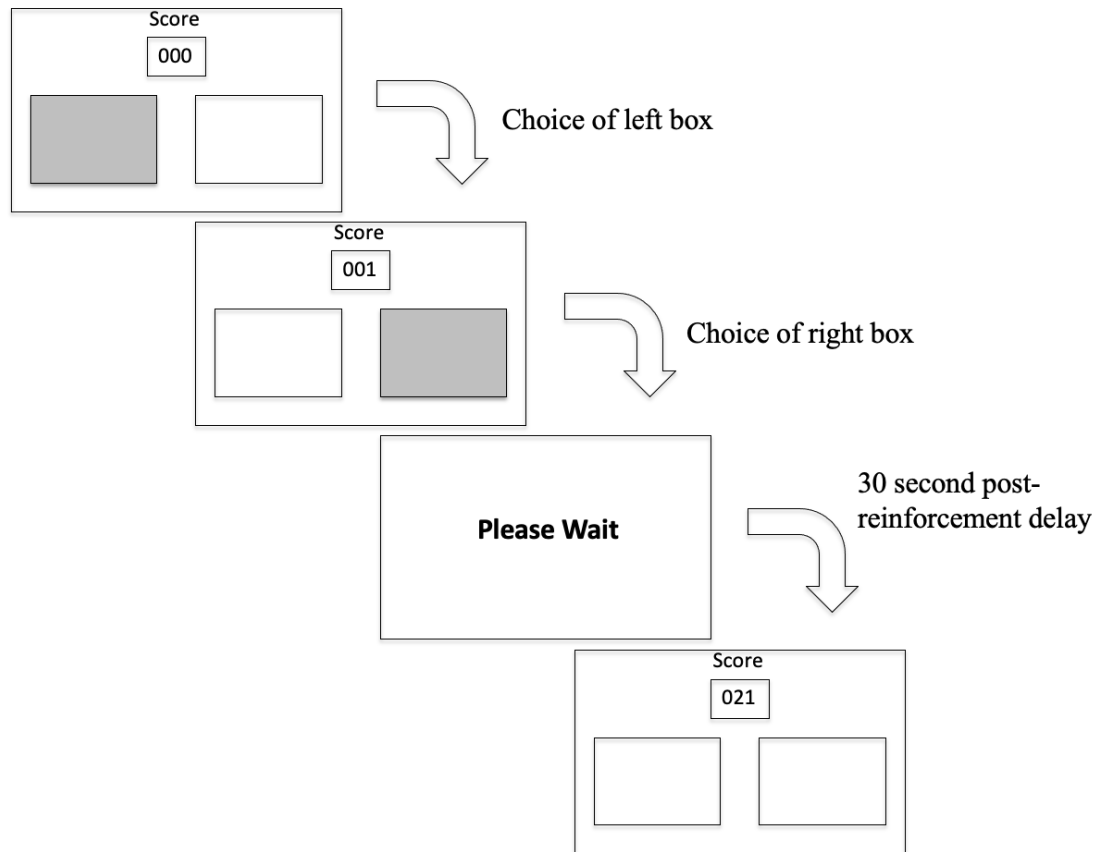 Score
000
Choice of left box
Score
001
Choice of right box
Please Wait
30 second post-
reinforcement delay
Score
021